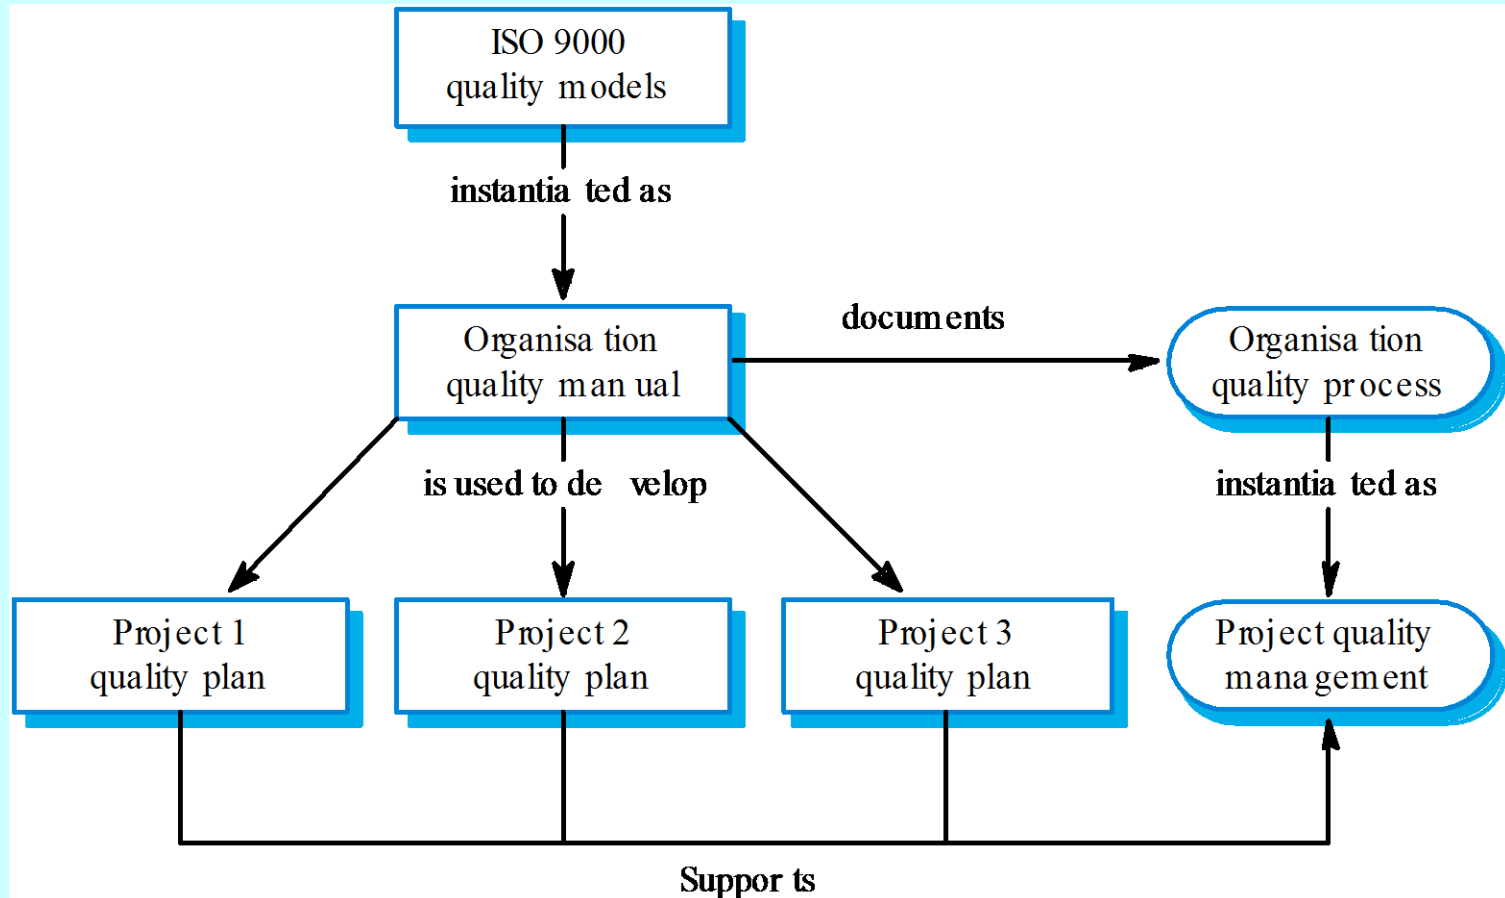 ISO 9000
quality models
instantia ted as
documents
Organisa tion
quality man ual
Organisa tion
quality process
is used to de velop
instantia ted as
Project 1
quality plan
Project 2
quality plan
Project 3
quality plan
Project quality
management
Suppor ts